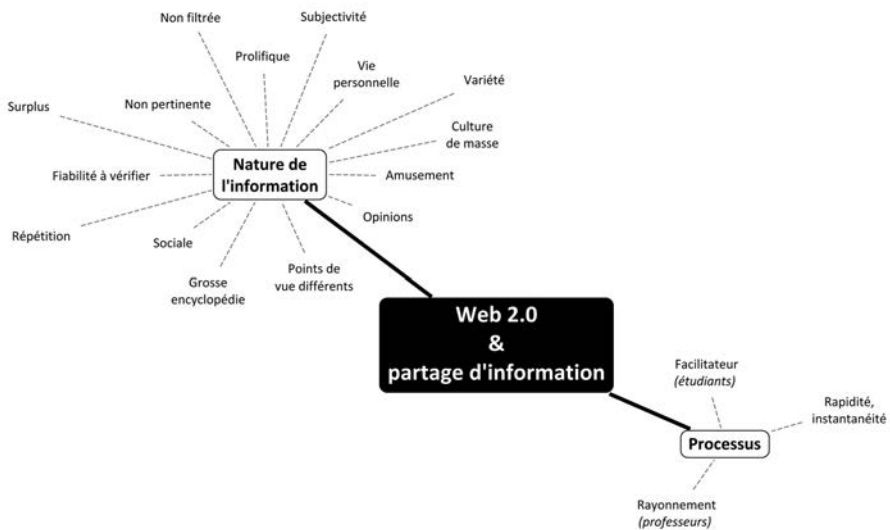 Non filtrée
Subjectivité
Prolifique
Vie
personnelle
Variété
Surplus
Non pertinente
Culture
de masse
Nature de
l'information
Fiabilité à vérifier
Amusement
Répétition
Sociale
Opinions
Grosse
encyclopédie
Points de
vue différents
Web 2.0
&
partage d'information
Facilitateur
(étudiants)
Rapidité,
instantanéité
Processus
Rayonnement
(professeurs)